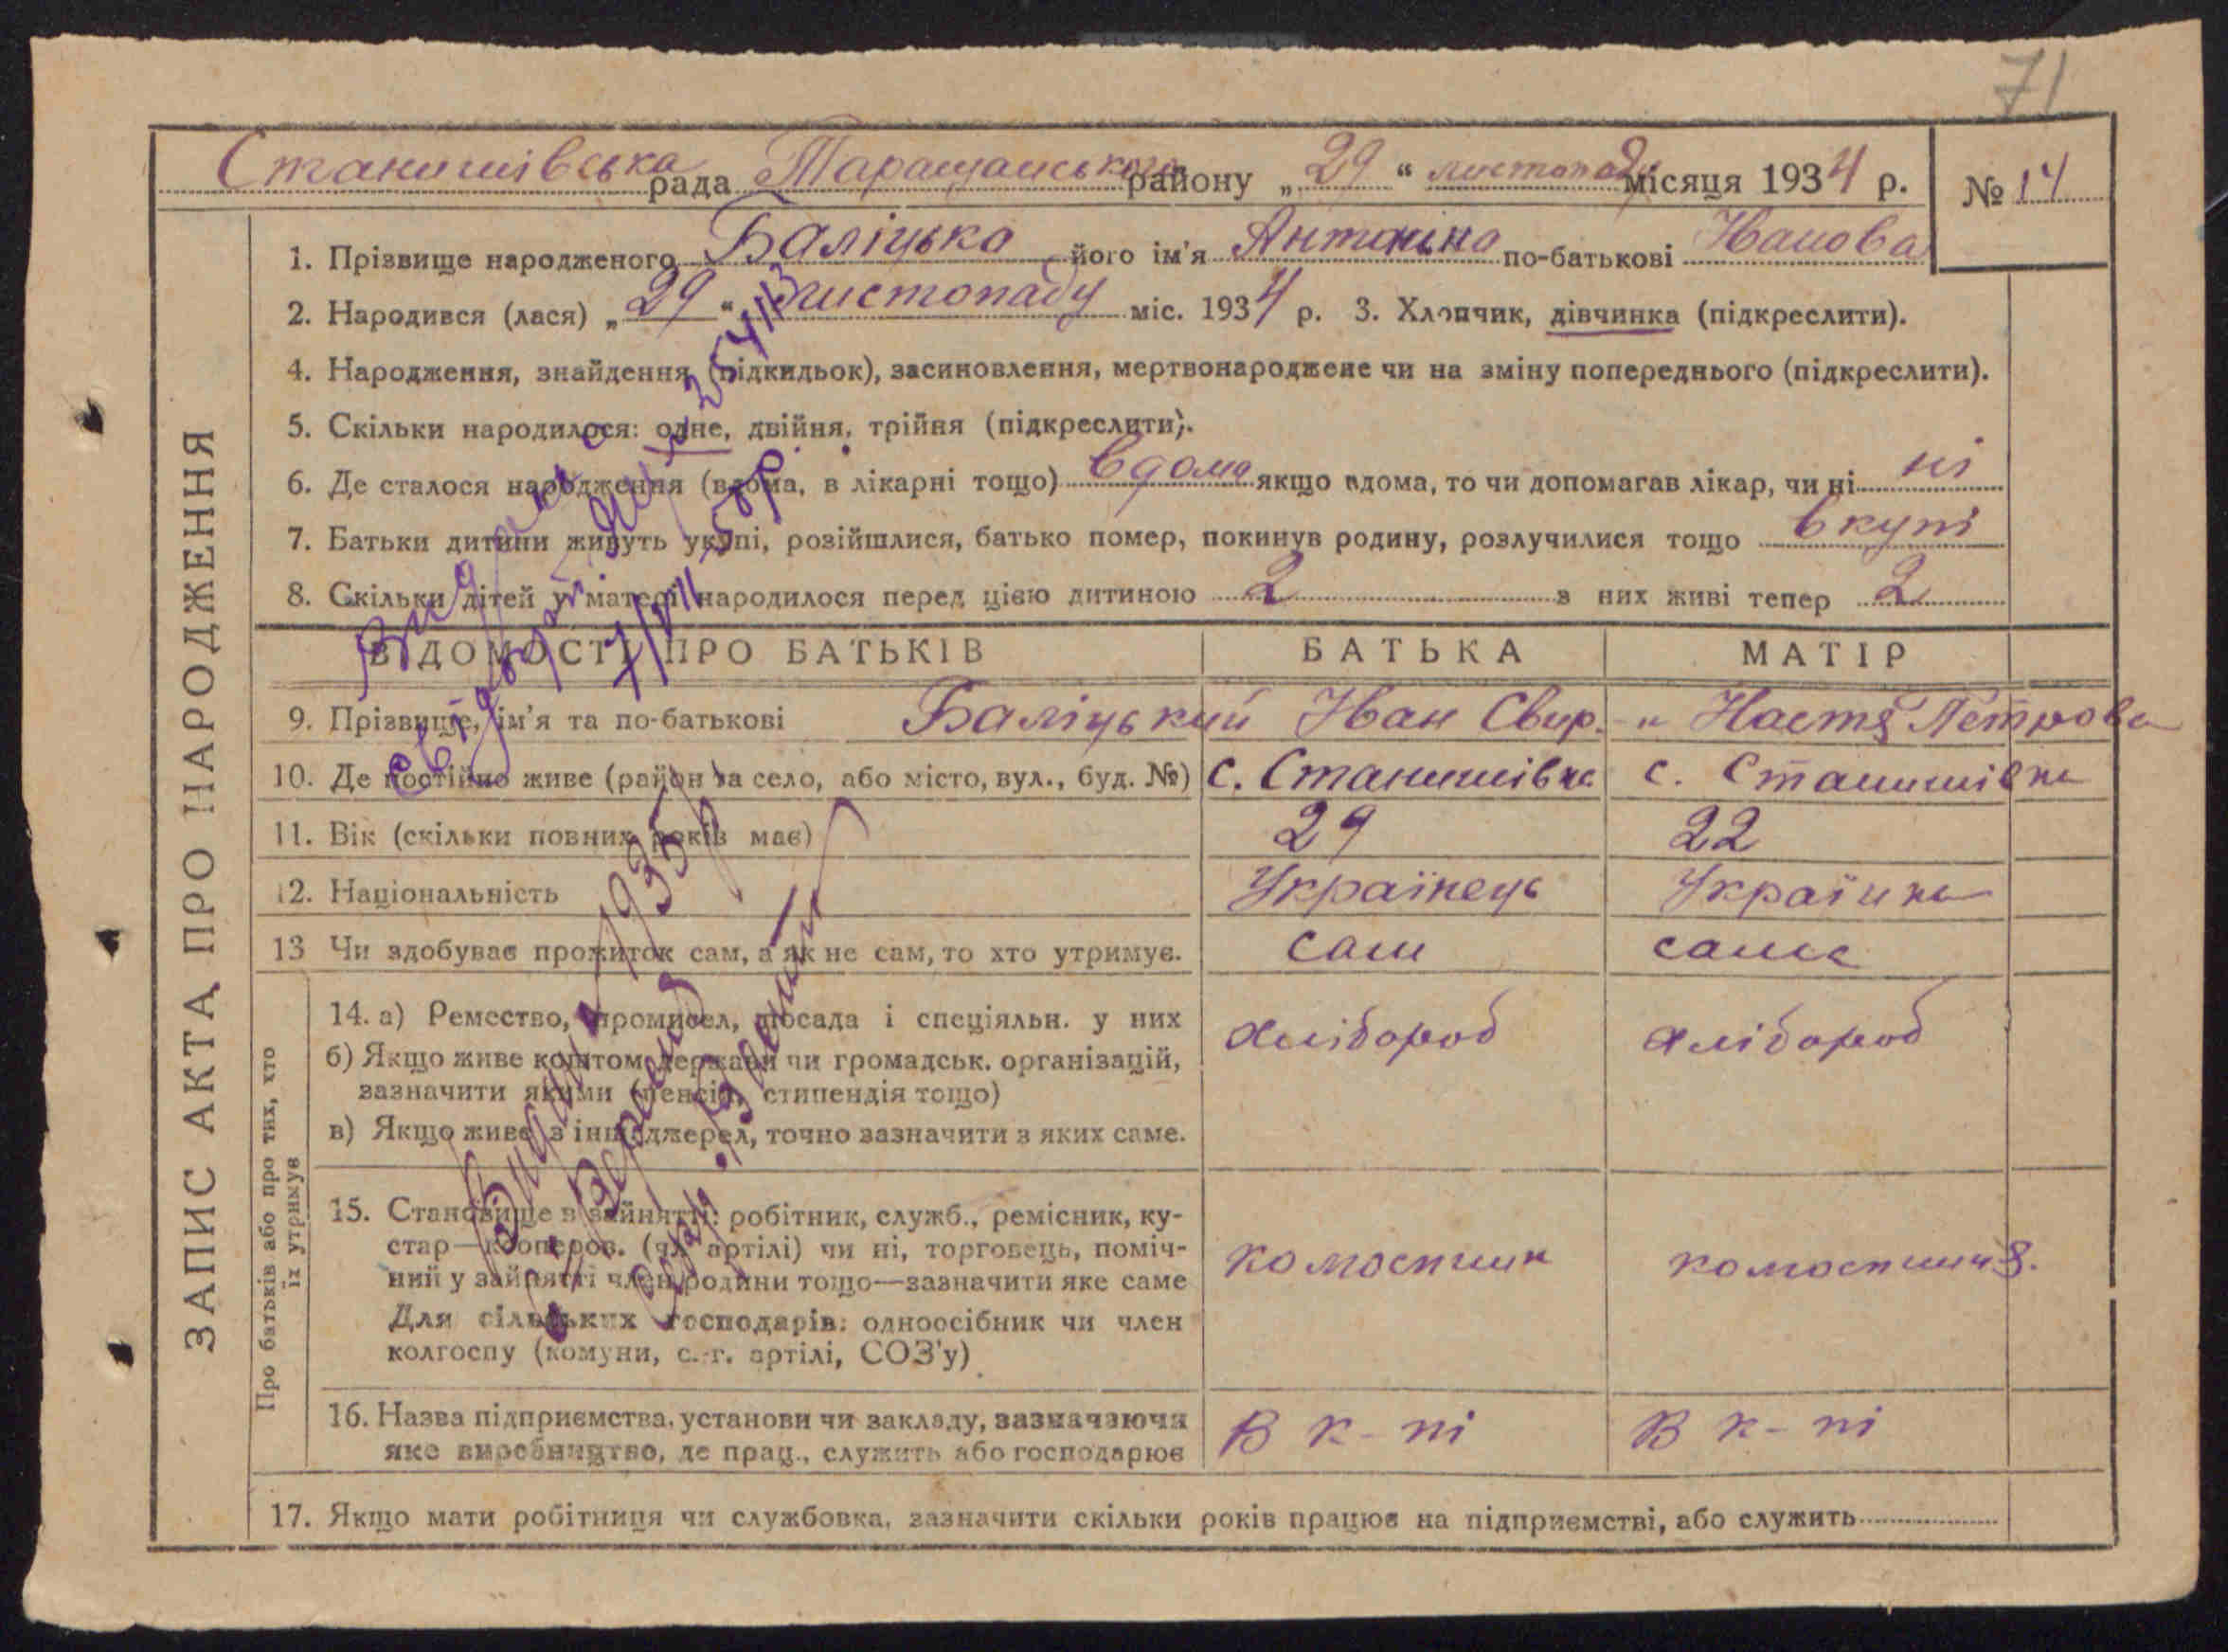 71
Станишівська рада Таращанського району „29“ листопаду місяця 1934 р. № 14
ЗАПИС АКТА ПРО НАРОДЖЕННЯ
1. Прізвище народженого Баліцько його ім'я Антоніна по-батькові Іванова
2. Народився (лася) „29“ листопаду міс. 1934 р. 3. Хлопчик, дівчинка (підкреслити).
4. Народження, знайдення (підкидьок), засиновлення, мертвонароджене чи на зміну попереднього (підкреслити).
5. Скільки народилося: одне, двійня, трійня (підкреслити).
6. Де сталося народження (вдома, в лікарні тощо) вдома якщо вдома, то чи допомагав лікар, чи ні ні
7. Батьки дитини живуть укупі, розійшлися, батько помер, покинув родину, розлучилися тощо вкупі
8. Скільки дітей у матері народилося перед цією дитиною 2 з них живі тепер 2
ВІДОМОСТІ ПРО БАТЬКІВ БАТЬКА МАТІР
9. Прізвище, ім'я та по-батькові Баліцький Іван Свир. - " Настя Петрова
10. Де постійно живе (район та село, або місто, вул., буд. №) с. Станишівка с. Станишівка
11. Вік (скільки повних років має) 29 22
12. Національність Українець Українка
13 Чи здобуває прожиток сам, а як не сам, то хто утримує. сам сама
Про батьків або про тих, хто
їх утримує
14. а) Ремество, промисел, посада і спеціяльн. у них хлібороб хлібороб
б) Якщо живе коштом держави чи громадськ. організацій,
зазначити якими (пенсія, стипендія тощо)
в) Якщо живе з інш. джерел, точно зазначити з яких саме.
15. Становище в зайнятті: робітник, служб., ремісник, ку-
стар—кооперов. (чл. артілі) чи ні, торговець, поміч-
ний у зайнятті член родини тощо—зазначити яке саме
Для сільських господарів: одноосібник чи член
колгоспу (комуни, с.-г. артілі, СОЗ'у)
16. Назва підприємства, установи чи закладу, зазначаючи
яке виробництво, де прац., служить або господарює В к-пі В к-пі
17. Якщо мати робітниця чи службовка, зазначити скільки років працює на підприємстві, або служить